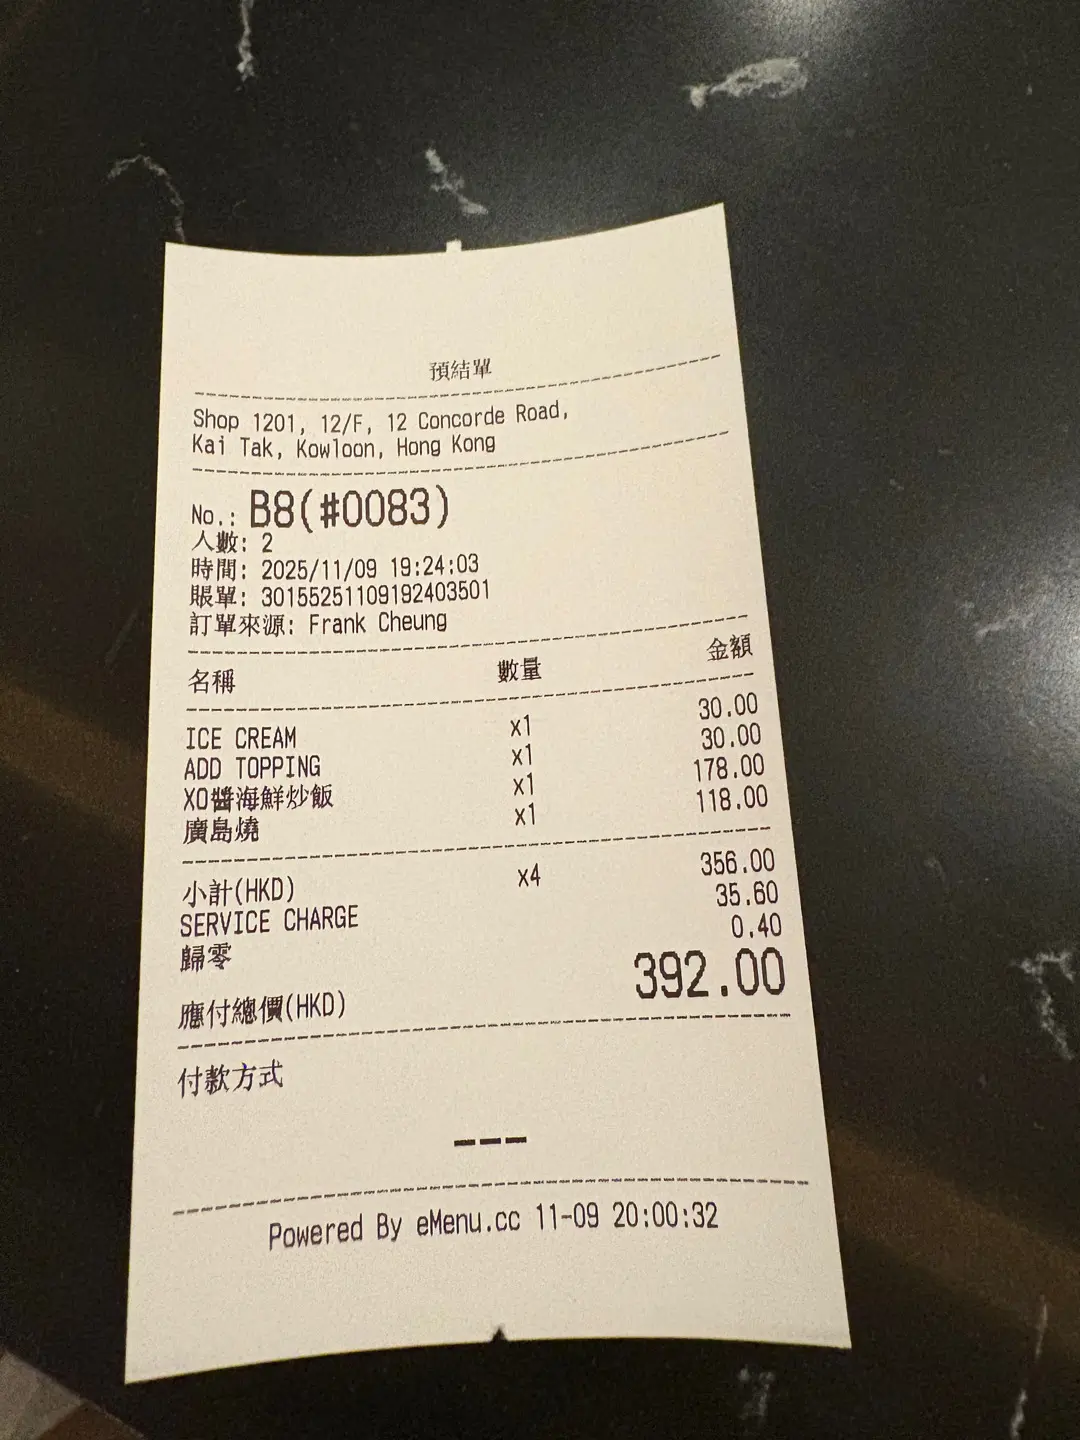 預結單
Shop 1201, 12/F, 12 Concorde Road,
Kai Tak, Kowloon, Hong Kong
No.: B8(#0083)
人數: 2
時間: 2025/11/09 19:24:03
賬單: 30155251109192403501
訂單來源: Frank Cheung
名稱 數量 金額
ICE CREAM x1 30.00
ADD TOPPING x1 30.00
XO醬海鮮炒飯 x1 178.00
廣島燒 x1 118.00
小計(HKD) x4 356.00
SERVICE CHARGE 35.60
歸零 0.40
應付總價(HKD) 392.00
付款方式
---
Powered By eMenu.cc 11-09 20:00:32